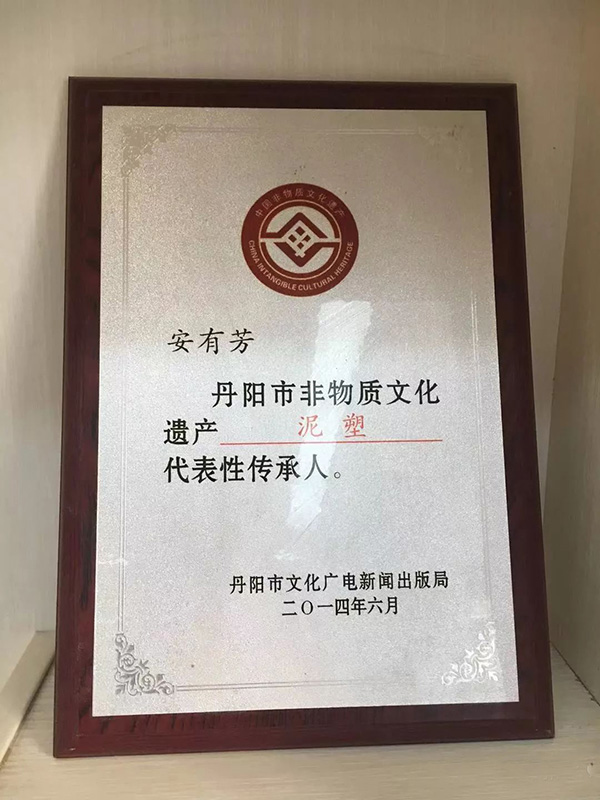 中国非物质文化遗产
CHINA INTANGIBLE CULTURAL HERITAGE
安有芳
丹阳市非物质文化
遗产 泥塑
代表性传承人。
丹阳市文化广电新闻出版局
二〇一四年六月